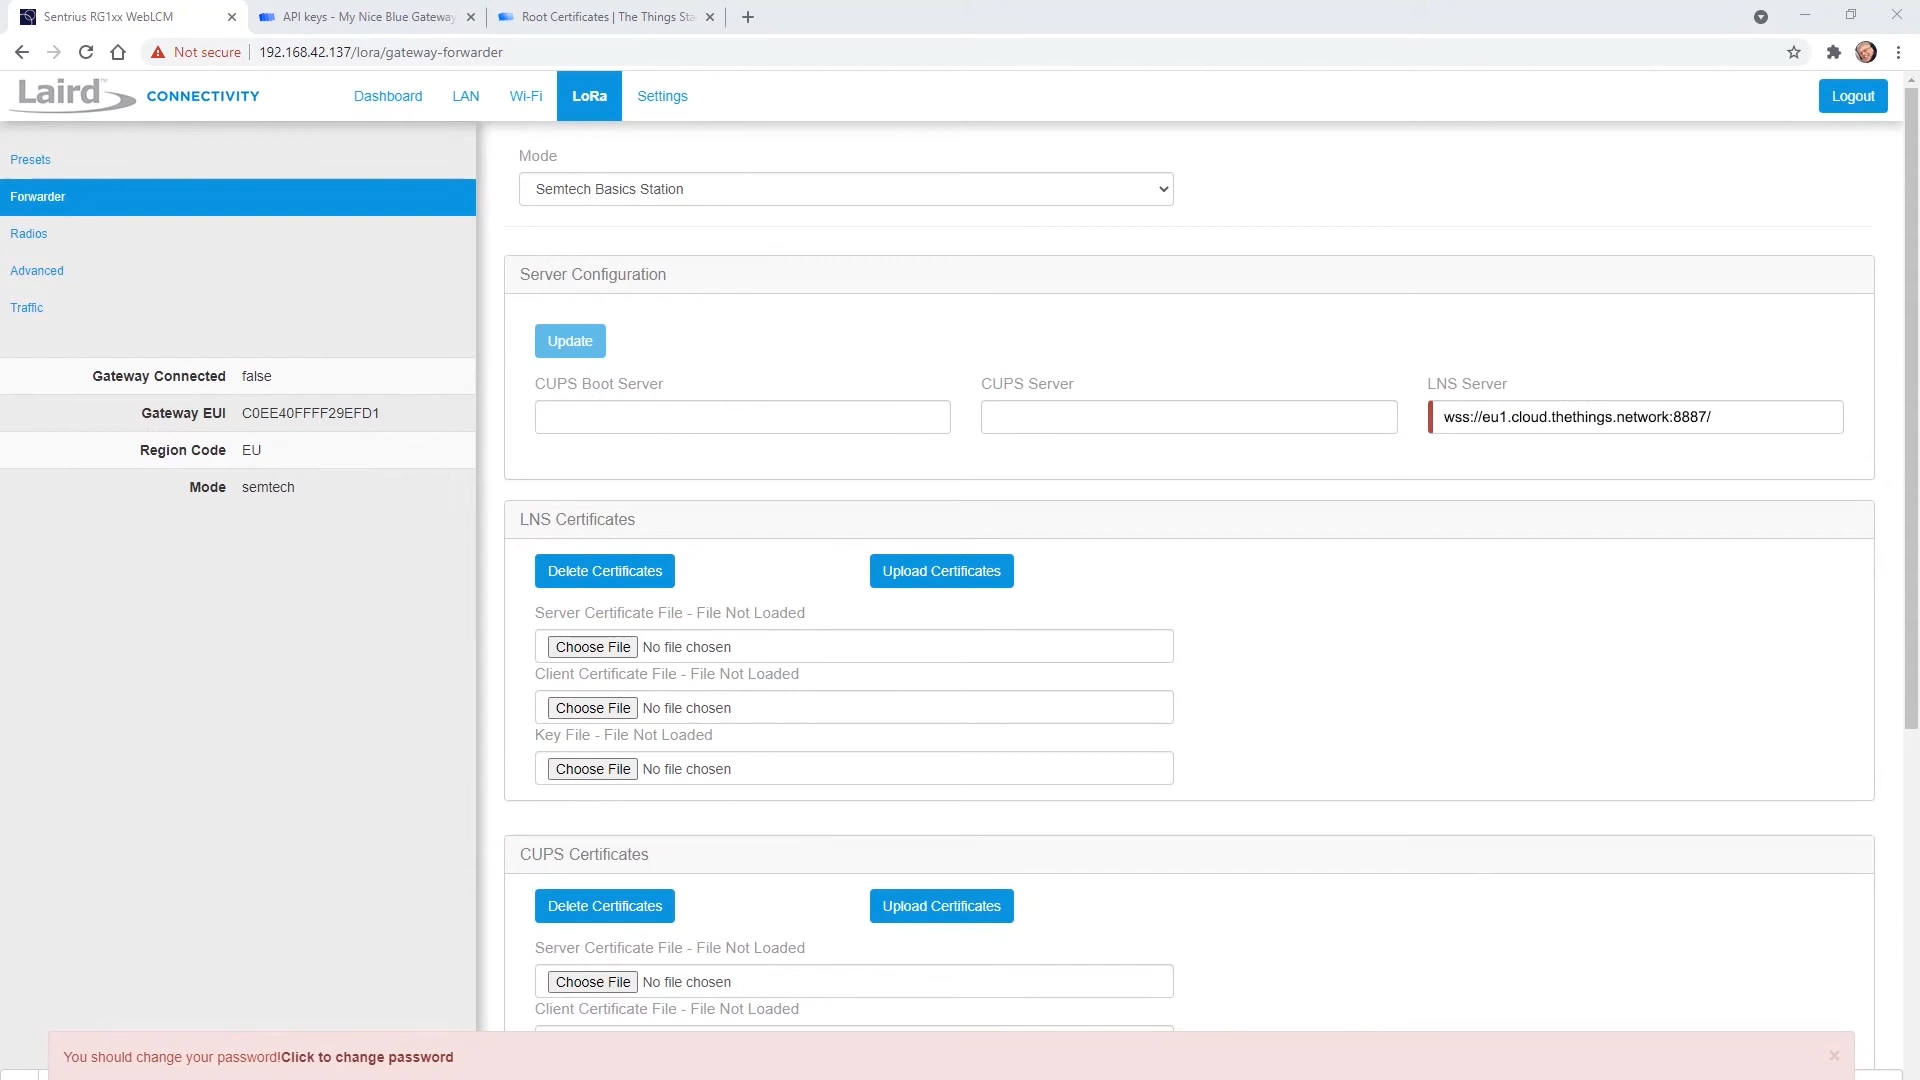 Sentrius RG1xx WebLCM
API keys - My Nice Blue Gateway
Root Certificates | The Things Sta
Not secure
192.168.42.137/lora/gateway-forwarder
Laird™ CONNECTIVITY
Dashboard
LAN
Wi-Fi
LoRa
Settings
Logout
Presets
Forwarder
Radios
Advanced
Traffic
Gateway Connected false
Gateway EUI C0EE40FFFF29EFD1
Region Code EU
Mode semtech
Mode
Semtech Basics Station
Server Configuration
Update
CUPS Boot Server
CUPS Server
LNS Server
wss://eu1.cloud.thethings.network:8887/
LNS Certificates
Delete Certificates
Upload Certificates
Server Certificate File - File Not Loaded
Choose File No file chosen
Client Certificate File - File Not Loaded
Choose File No file chosen
Key File - File Not Loaded
Choose File No file chosen
CUPS Certificates
Delete Certificates
Upload Certificates
Server Certificate File - File Not Loaded
Choose File No file chosen
Client Certificate File - File Not Loaded
You should change your password!Click to change password